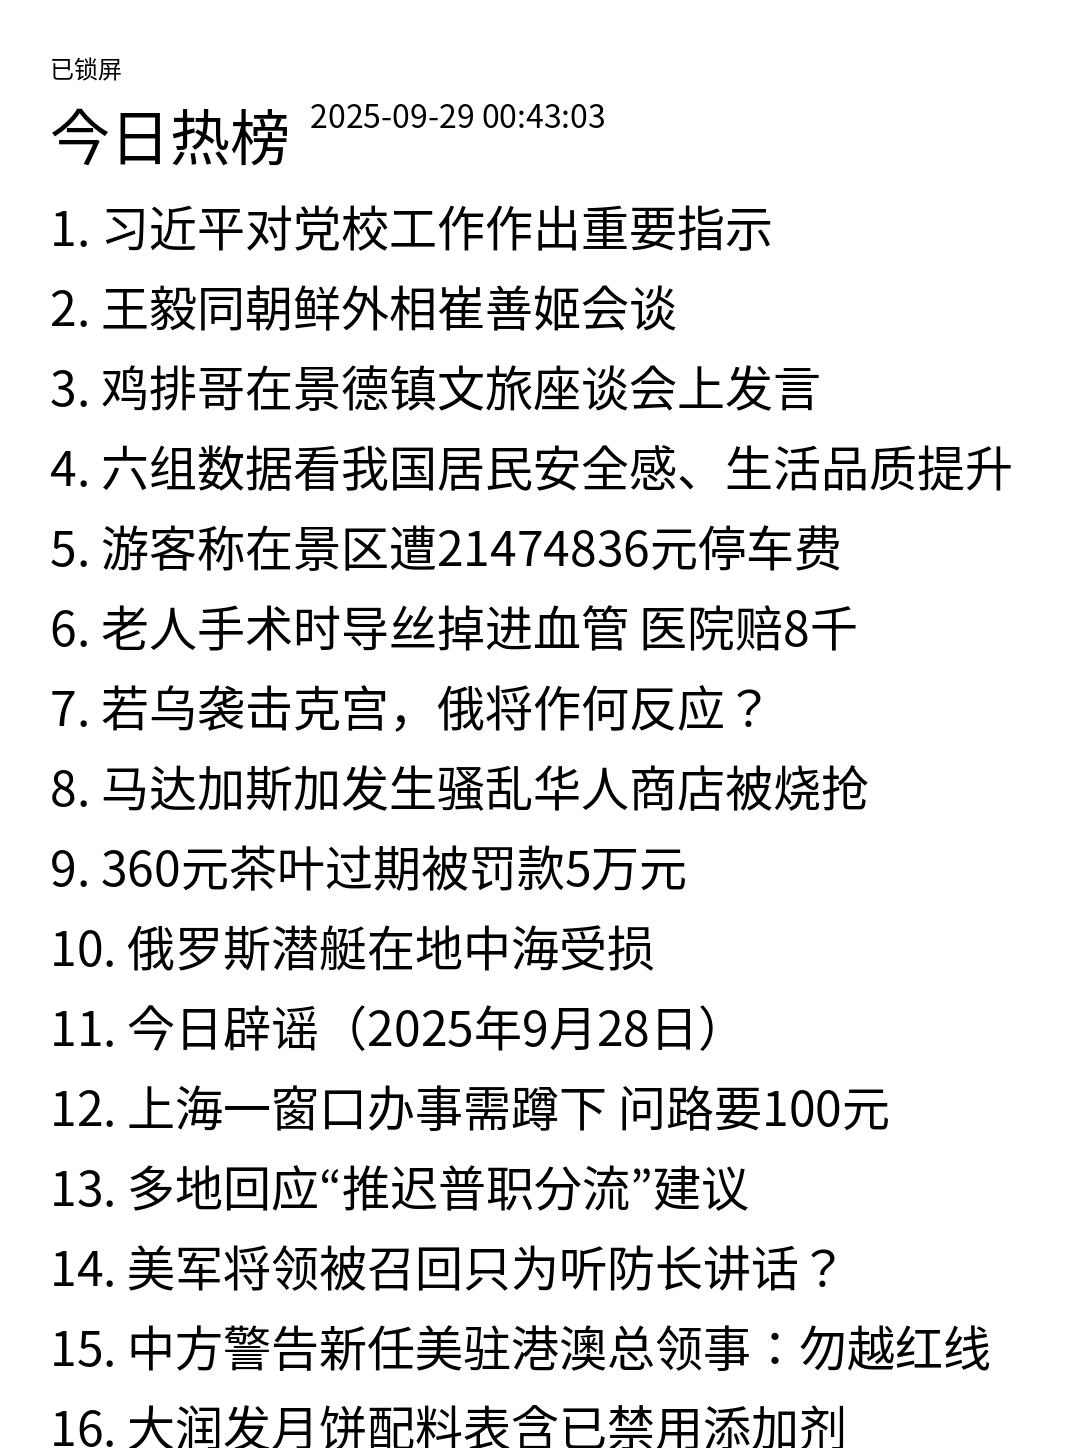 已锁屏
今日热榜 2025-09-29 00:43:03
1. 习近平对党校工作作出重要指示
2. 王毅同朝鲜外相崔善姬会谈
3. 鸡排哥在景德镇文旅座谈会上发言
4. 六组数据看我国居民安全感、生活品质提升
5. 游客称在景区遭21474836元停车费
6. 老人手术时导丝掉进血管 医院赔8千
7. 若乌袭击克宫，俄将作何反应？
8. 马达加斯加发生骚乱华人商店被烧抢
9. 360元茶叶过期被罚款5万元
10. 俄罗斯潜艇在地中海受损
11. 今日辟谣（2025年9月28日）
12. 上海一窗口办事需蹲下 问路要100元
13. 多地回应“推迟普职分流”建议
14. 美军将领被召回只为听防长讲话？
15. 中方警告新任美驻港澳总领事：勿越红线
16. 大润发月饼配料表含已禁用添加剂